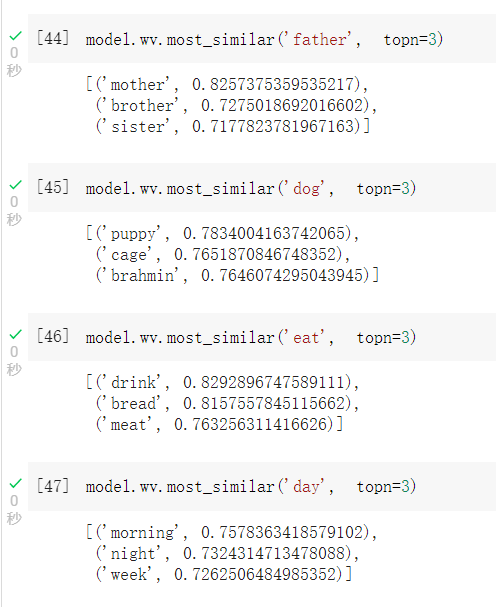 [44] model.wv.most_similar('father', topn=3)
0
秒
[('mother', 0.8257375359535217),
('brother', 0.7275018692016602),
('sister', 0.7177823781967163)]
[45] model.wv.most_similar('dog', topn=3)
0
秒
[('puppy', 0.7834004163742065),
('cage', 0.7651870846748352),
('brahmin', 0.7646074295043945)]
[46] model.wv.most_similar('eat', topn=3)
0
秒
[('drink', 0.8292896747589111),
('bread', 0.8157557845115662),
('meat', 0.763256311416626)]
[47] model.wv.most_similar('day', topn=3)
0
秒
[('morning', 0.7578363418579102),
('night', 0.7324314713478088),
('week', 0.7262506484985352)]